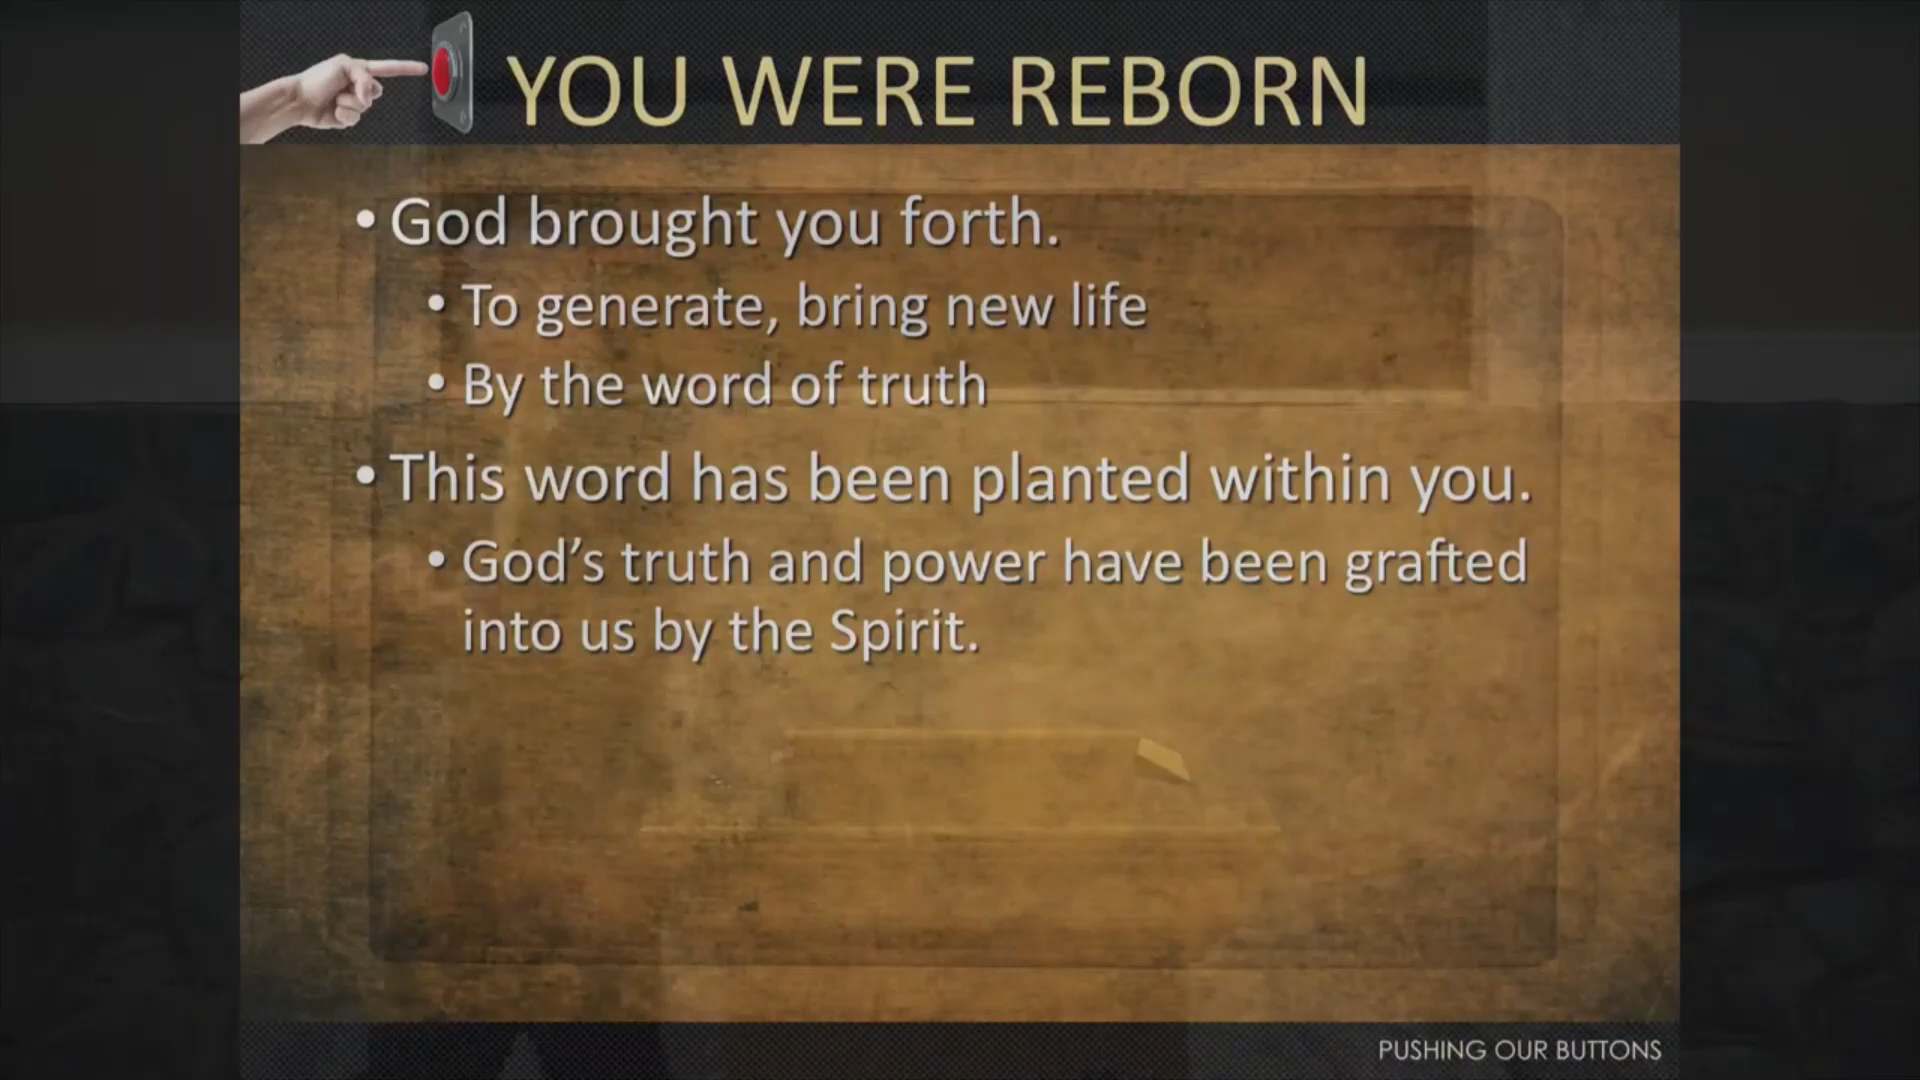 YOU WERE REBORN
• God brought you forth.
• To generate, bring new life
• By the word of truth
• This word has been planted within you.
• God’s truth and power have been grafted
into us by the Spirit.
PUSHING OUR BUTTONS